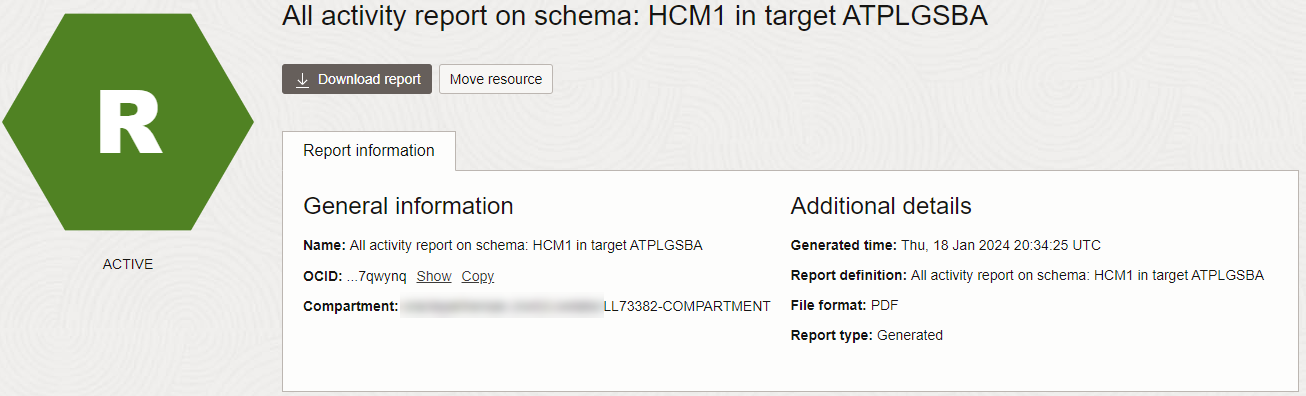 All activity report on schema: HCM1 in target ATPLGSBA
R
ACTIVE
Download report
Move resource
Report information
General information
Name: All activity report on schema: HCM1 in target ATPLGSBA
OCID: ...7qwynq Show Copy
Compartment: LL73382-COMPARTMENT
Additional details
Generated time: Thu, 18 Jan 2024 20:34:25 UTC
Report definition: All activity report on schema: HCM1 in target ATPLGSBA
File format: PDF
Report type: Generated